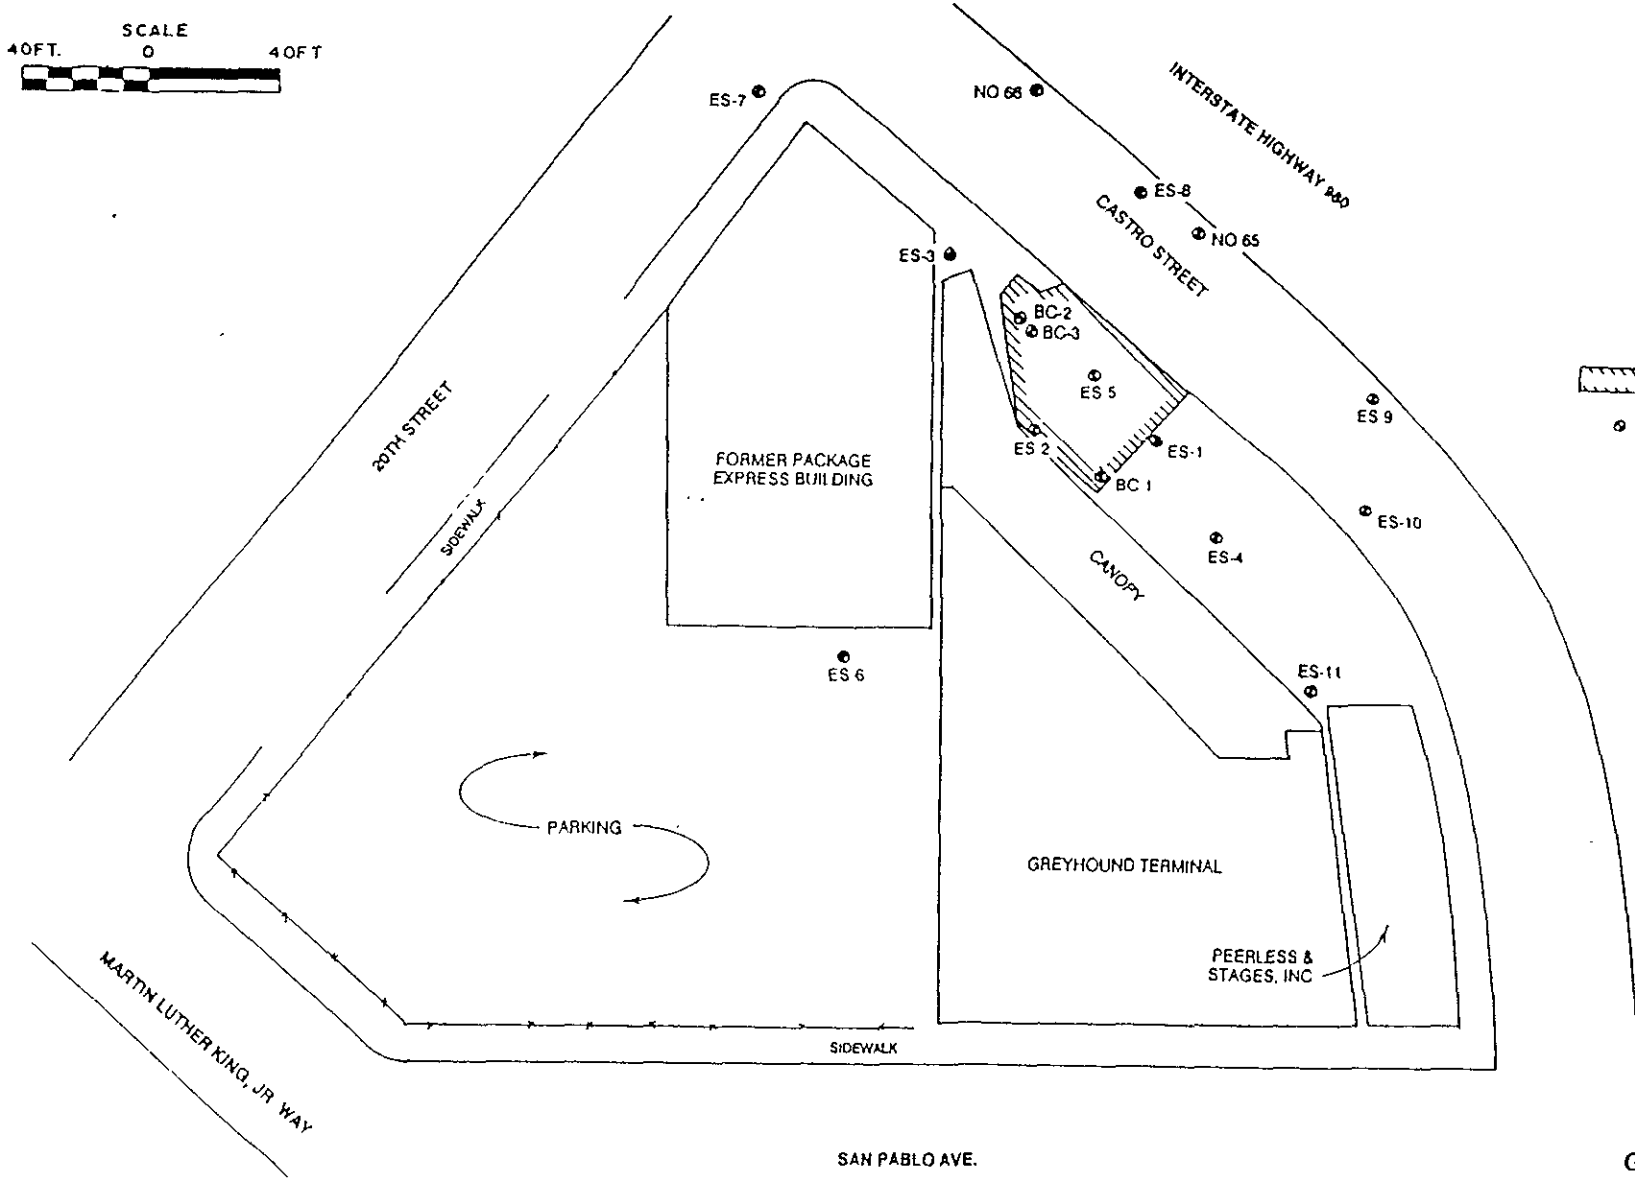 SCALE
40FT. 0 40FT
ES-7
NO 66
INTERSTATE HIGHWAY 980
ES-8
CASTRO STREET
NO 65
ES-3
BC-2
BC-3
ES 5
20TH STREET
ES 9
ES 2
ES-1
FORMER PACKAGE
EXPRESS BUILDING
BC 1
SIDEWALK
ES-10
ES-4
CANOPY
ES 6
ES-11
PARKING
GREYHOUND TERMINAL
PEERLESS &
STAGES, INC
MARTIN LUTHER KING, JR WAY
SIDEWALK
SAN PABLO AVE.
G